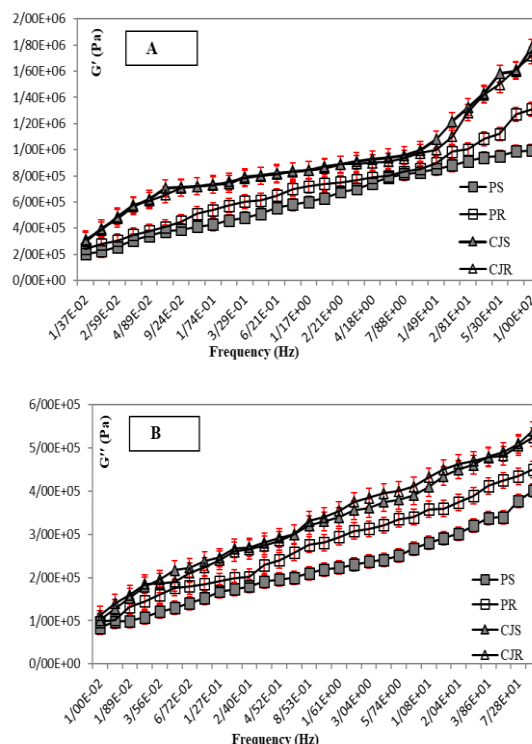 2/00E+06
1/80E+06
1/60E+06
1/40E+06
1/20E+06
1/00E+06
8/00E+05
6/00E+05
4/00E+05
2/00E+05
0/00E+00
G′ (Pa)
A
PS
PR
CJS
CJR
1/37E-02
2/59E-02
4/89E-02
9/24E-02
1/74E-01
3/29E-01
6/21E-01
1/17E+00
2/21E+00
4/18E+00
7/88E+00
1/49E+01
2/81E+01
5/30E+01
1/00E+02
Frequency (Hz)
6/00E+05
5/00E+05
4/00E+05
3/00E+05
2/00E+05
1/00E+05
0/00E+00
G′′ (Pa)
B
PS
PR
CJS
CJR
1/00E-02
1/89E-02
3/56E-02
6/72E-02
1/27E-01
2/40E-01
4/52E-01
8/53E-01
1/61E+00
3/04E+00
5/74E+00
1/08E+01
2/04E+01
3/86E+01
7/28E+01
Frequency (Hz)